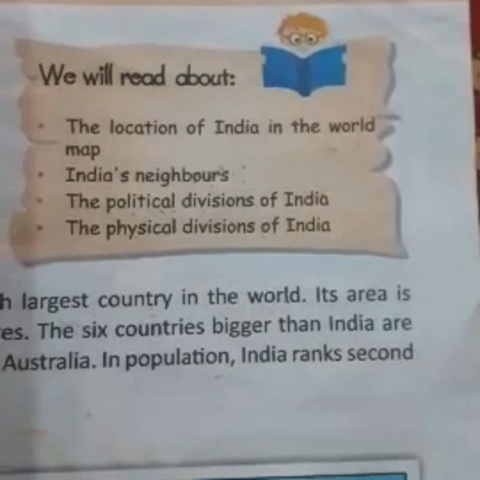 We will read about:
• The location of India in the world
map
• India's neighbours
• The political divisions of India
• The physical divisions of India
h largest country in the world. Its area is
es. The six countries bigger than India are
Australia. In population, India ranks second